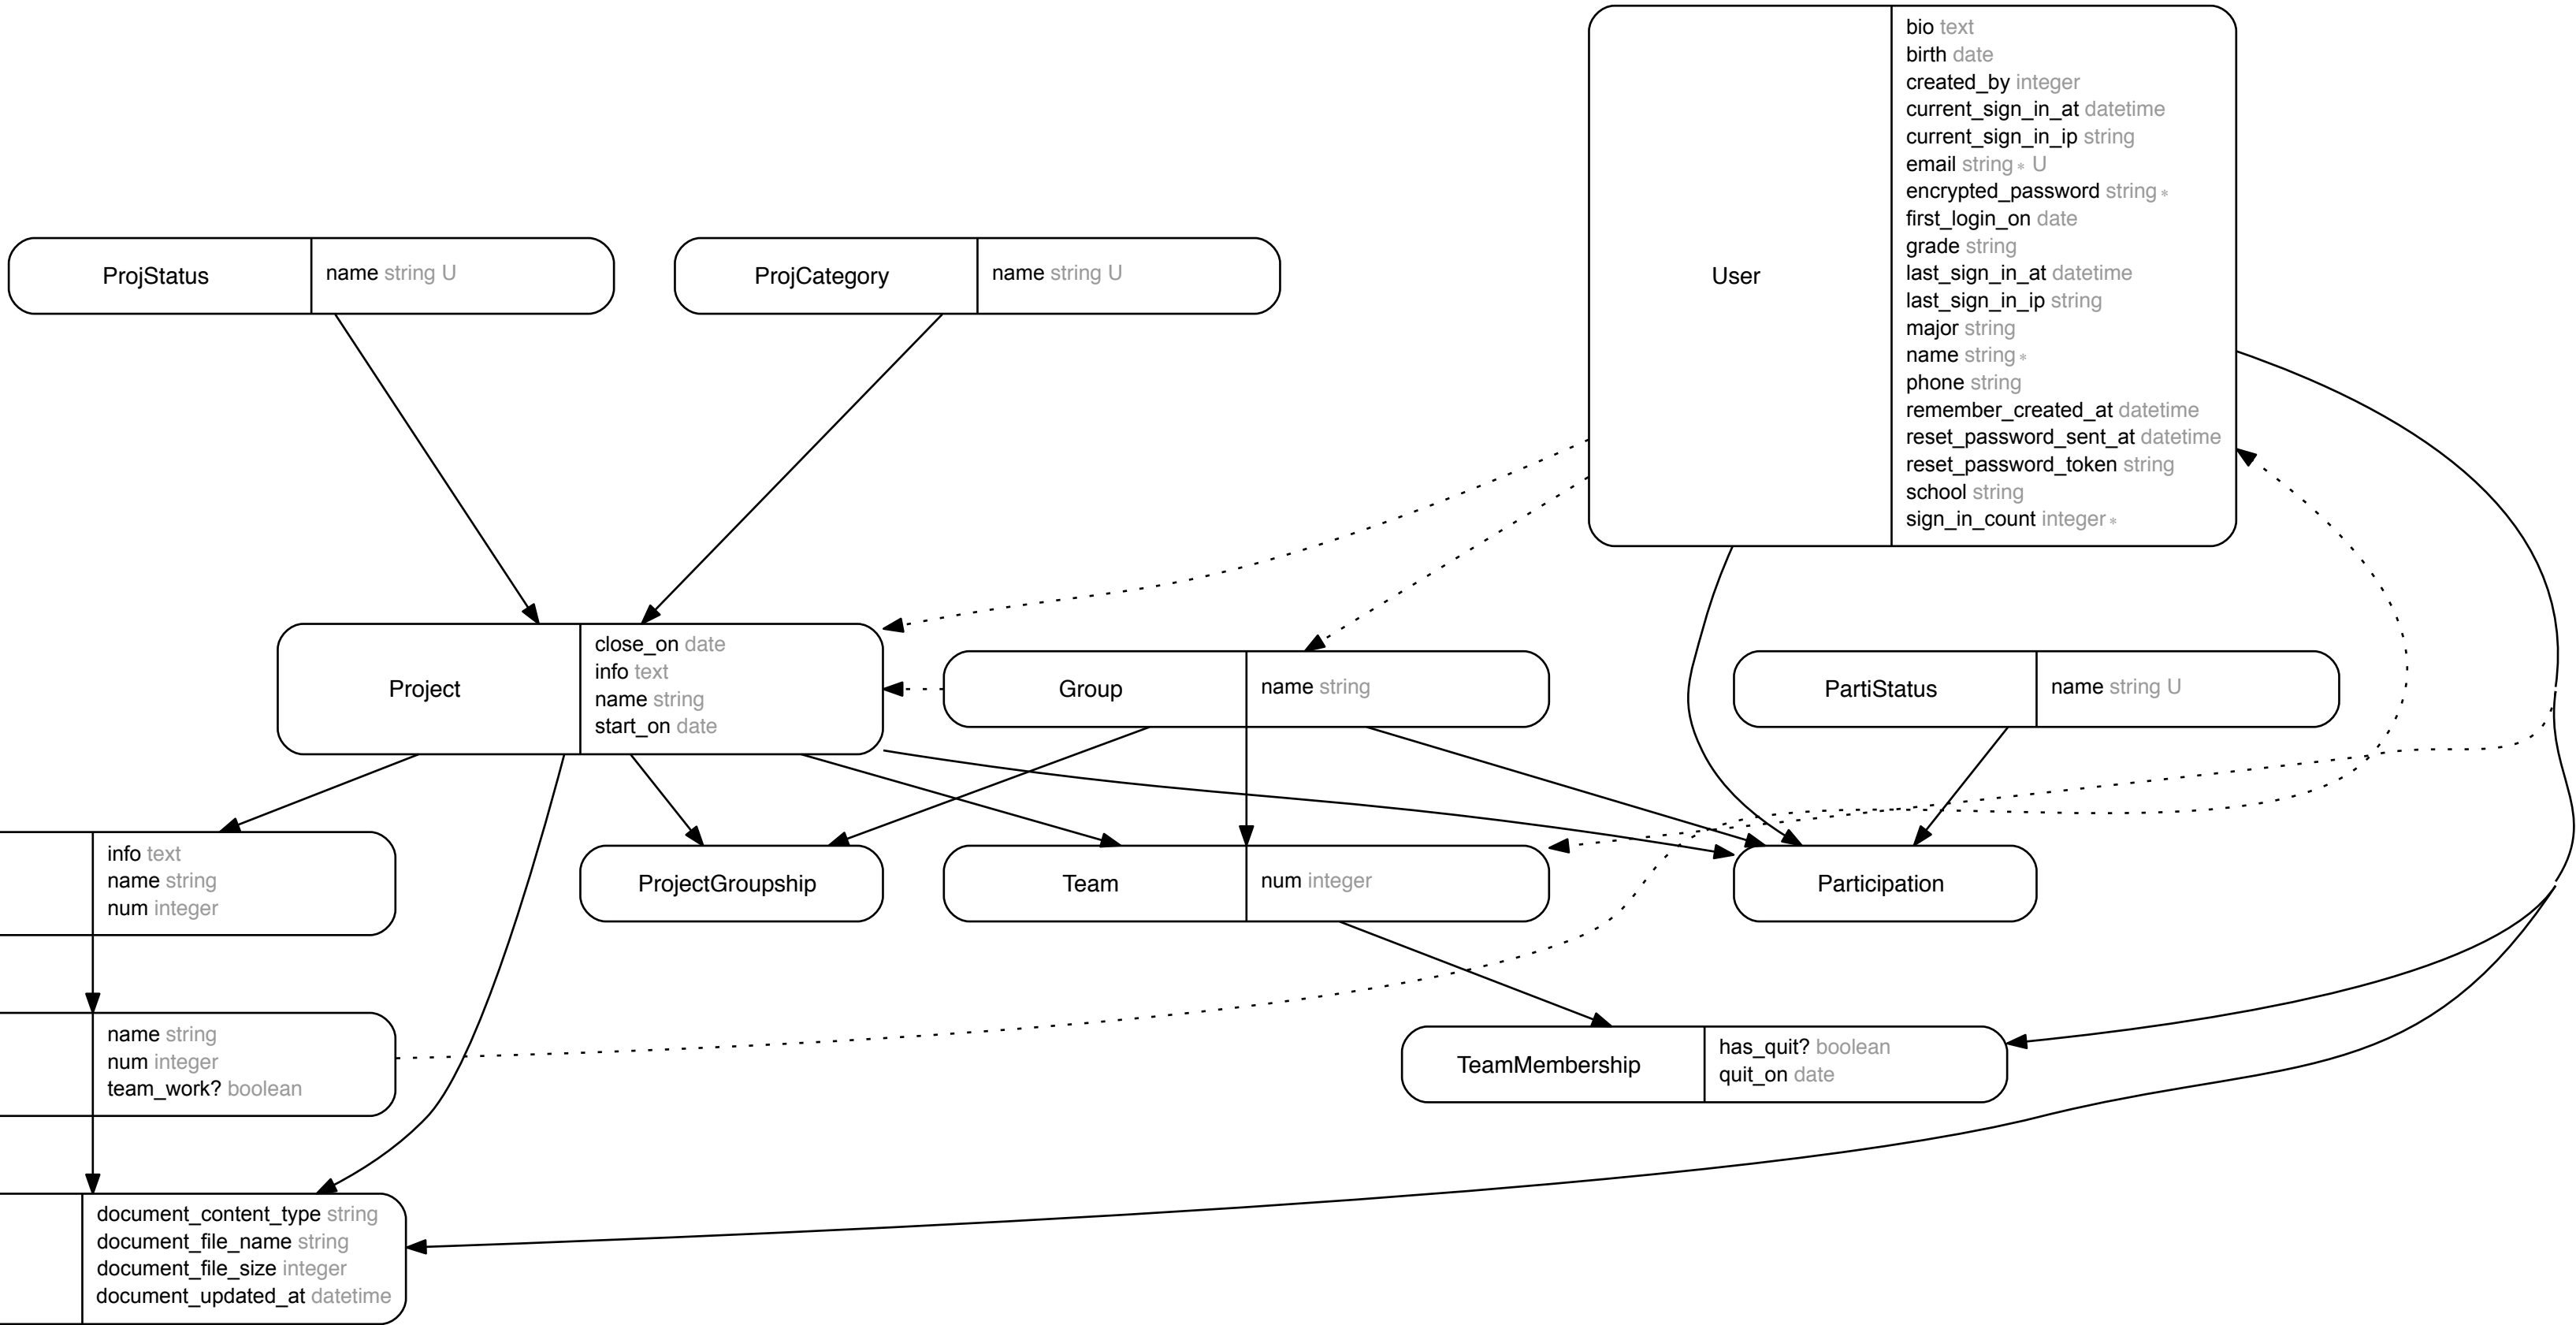 bio text
birth date
created_by integer
current_sign_in_at datetime
current_sign_in_ip string
email string * U
encrypted_password string *
first_login_on date
grade string
last_sign_in_at datetime
last_sign_in_ip string
major string
name string *
phone string
remember_created_at datetime
reset_password_sent_at datetime
reset_password_token string
school string
sign_in_count integer *
User
ProjStatus
name string U
ProjCategory
name string U
Project
close_on date
info text
name string
start_on date
Group
name string
PartiStatus
name string U
info text
name string
num integer
ProjectGroupship
Team
num integer
Participation
name string
num integer
team_work? boolean
TeamMembership
has_quit? boolean
quit_on date
document_content_type string
document_file_name string
document_file_size integer
document_updated_at datetime